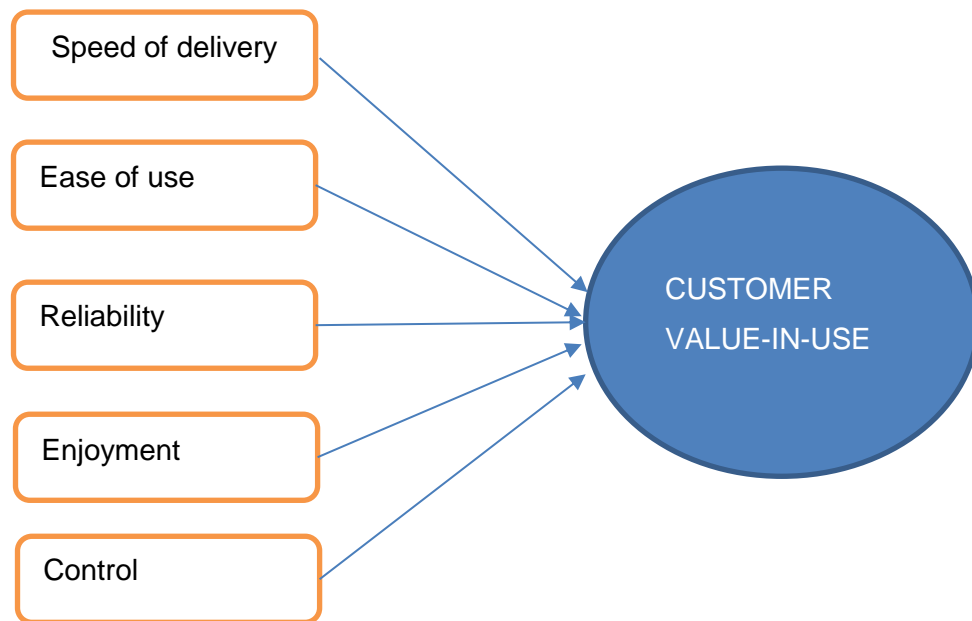 Speed of delivery
Ease of use
Reliability
Enjoyment
Control
CUSTOMER
VALUE-IN-USE